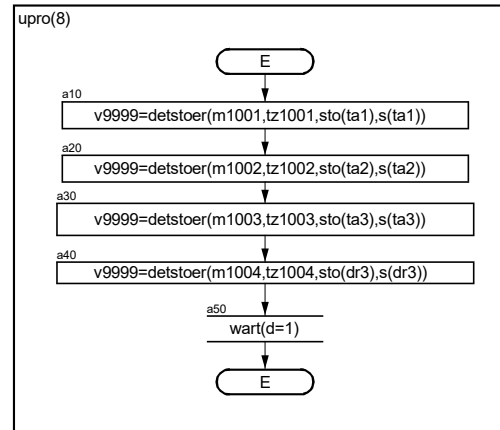 upro(8)
E
a10
v9999=detstoer(m1001,tz1001,sto(ta1),s(ta1))
a20
v9999=detstoer(m1002,tz1002,sto(ta2),s(ta2))
a30
v9999=detstoer(m1003,tz1003,sto(ta3),s(ta3))
a40
v9999=detstoer(m1004,tz1004,sto(dr3),s(dr3))
a50
wart(d=1)
E